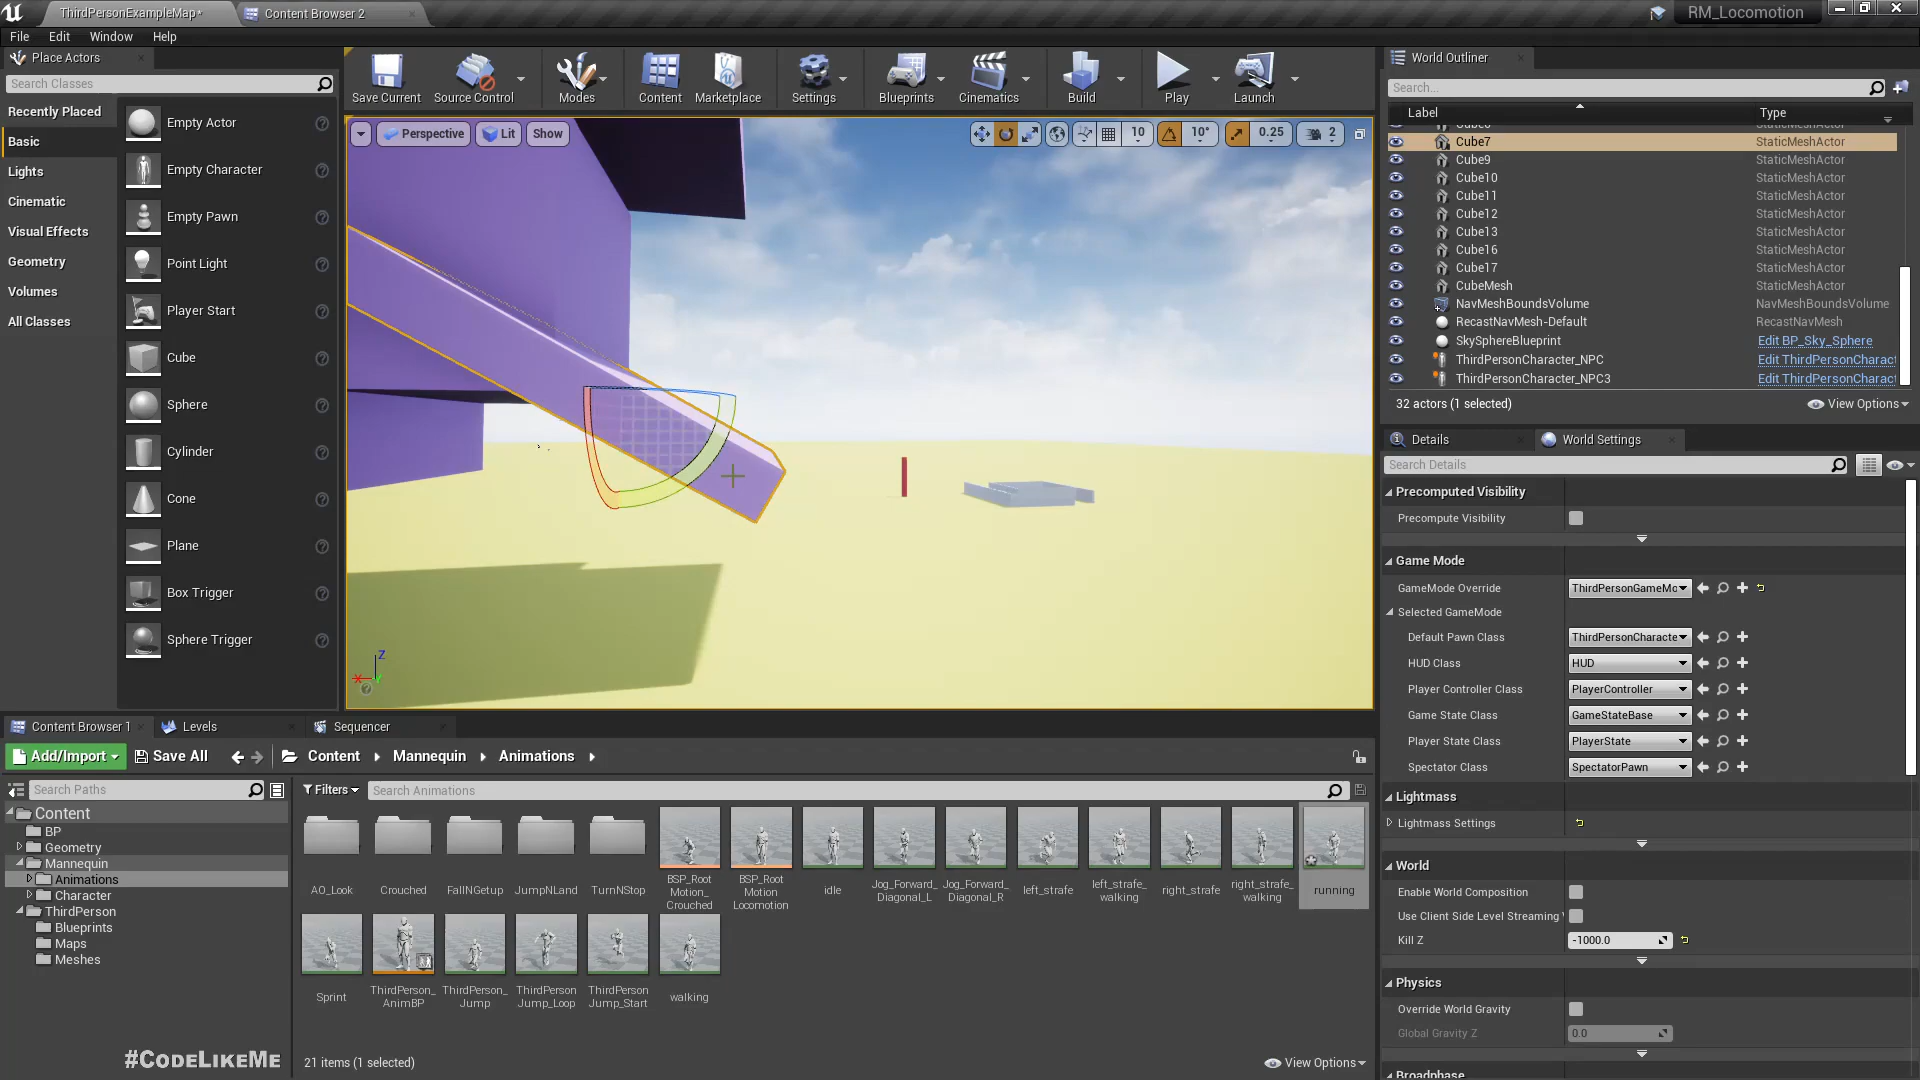 ThirdPersonExampleMap*
Content Browser 2
RM_Locomotion
File Edit Window Help
Place Actors
Search Classes
Recently Placed
Basic
Lights
Cinematic
Visual Effects
Geometry
Volumes
All Classes
Empty Actor
Empty Character
Empty Pawn
Point Light
Player Start
Cube
Sphere
Cylinder
Cone
Plane
Box Trigger
Sphere Trigger
Save Current
Source Control
Modes
Content
Marketplace
Settings
Blueprints
Cinematics
Build
Play
Launch
Perspective Lit Show
10 10° 0.25 2
Z
X
World Outliner
Search...
Label Type
Cube7 StaticMeshActor
Cube9 StaticMeshActor
Cube10 StaticMeshActor
Cube11 StaticMeshActor
Cube12 StaticMeshActor
Cube13 StaticMeshActor
Cube16 StaticMeshActor
Cube17 StaticMeshActor
CubeMesh StaticMeshActor
NavMeshBoundsVolume NavMeshBoundsVolume
RecastNavMesh-Default RecastNavMesh
SkySphereBlueprint Edit BP_Sky_Sphere
ThirdPersonCharacter_NPC Edit ThirdPersonCharact
ThirdPersonCharacter_NPC3 Edit ThirdPersonCharact
32 actors (1 selected) View Options
Details World Settings
Search Details
Precomputed Visibility
Precompute Visibility
Game Mode
GameMode Override ThirdPersonGameMo
Selected GameMode
Default Pawn Class ThirdPersonCharacte
HUD Class HUD
Player Controller Class PlayerController
Game State Class GameStateBase
Player State Class PlayerState
Spectator Class SpectatorPawn
Lightmass
Lightmass Settings
World
Enable World Composition
Use Client Side Level Streaming
Kill Z -1000.0
Physics
Override World Gravity
Global Gravity Z 0.0
Broadphase
Content Browser 1 Levels Sequencer
Add/Import Save All Content Mannequin Animations
Search Paths
Content
BP
Geometry
Mannequin
Animations
Character
ThirdPerson
Blueprints
Maps
Meshes
Filters Search Animations
AO_Look
Crouched
FallNGetup
JumpNLand
TurnNStop
BSP_Root
Motion_
Crouched
BSP_Root
Motion
Locomotion
idle
Jog_Forward_
Diagonal_L
Jog_Forward_
Diagonal_R
left_strafe
left_strafe_
walking
right_strafe
right_strafe_
walking
running
Sprint
ThirdPerson_
AnimBP
ThirdPerson_
Jump
ThirdPerson
Jump_Loop
ThirdPerson
Jump_Start
walking
21 items (1 selected) View Options
#CodeLikeMe